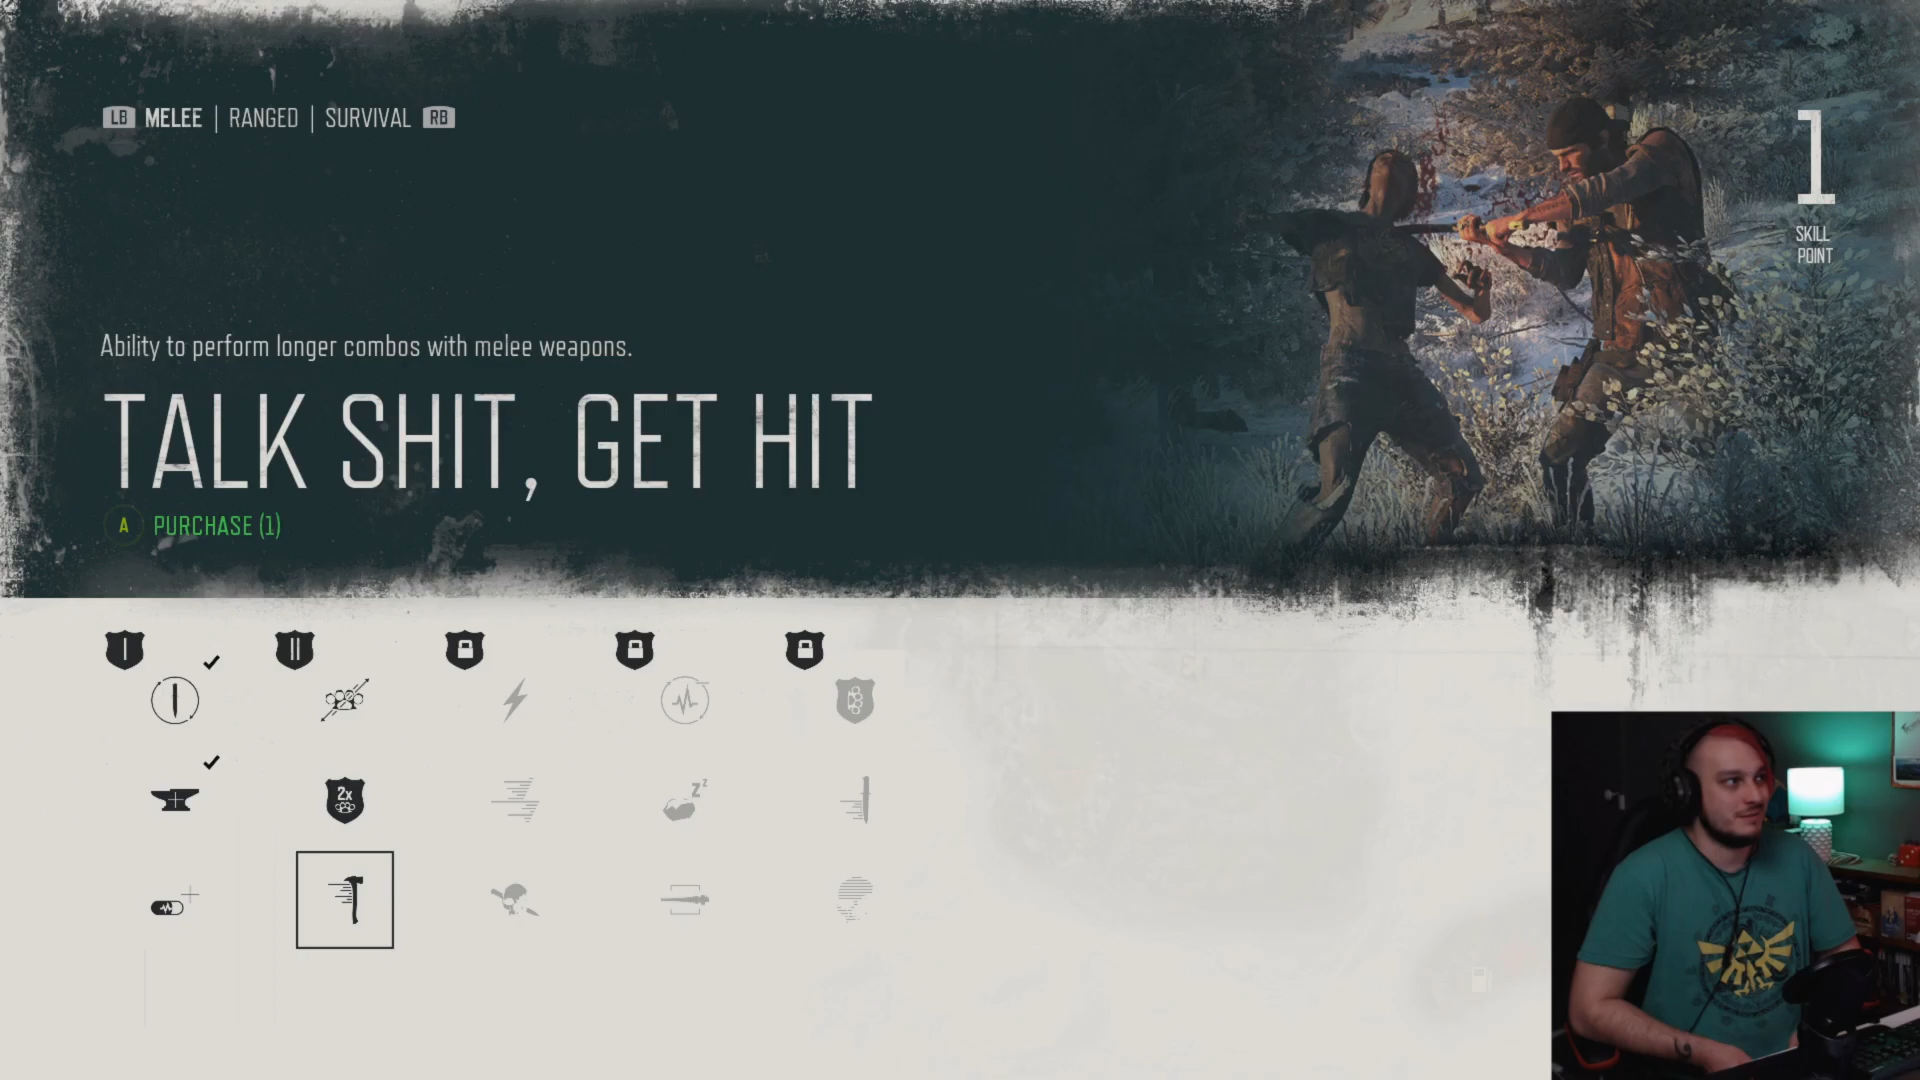 LB MELEE | RANGED | SURVIVAL RB
1
SKILL
POINT
Ability to perform longer combos with melee weapons.
TALK SHIT, GET HIT
A PURCHASE (1)
I II
2x
Z z